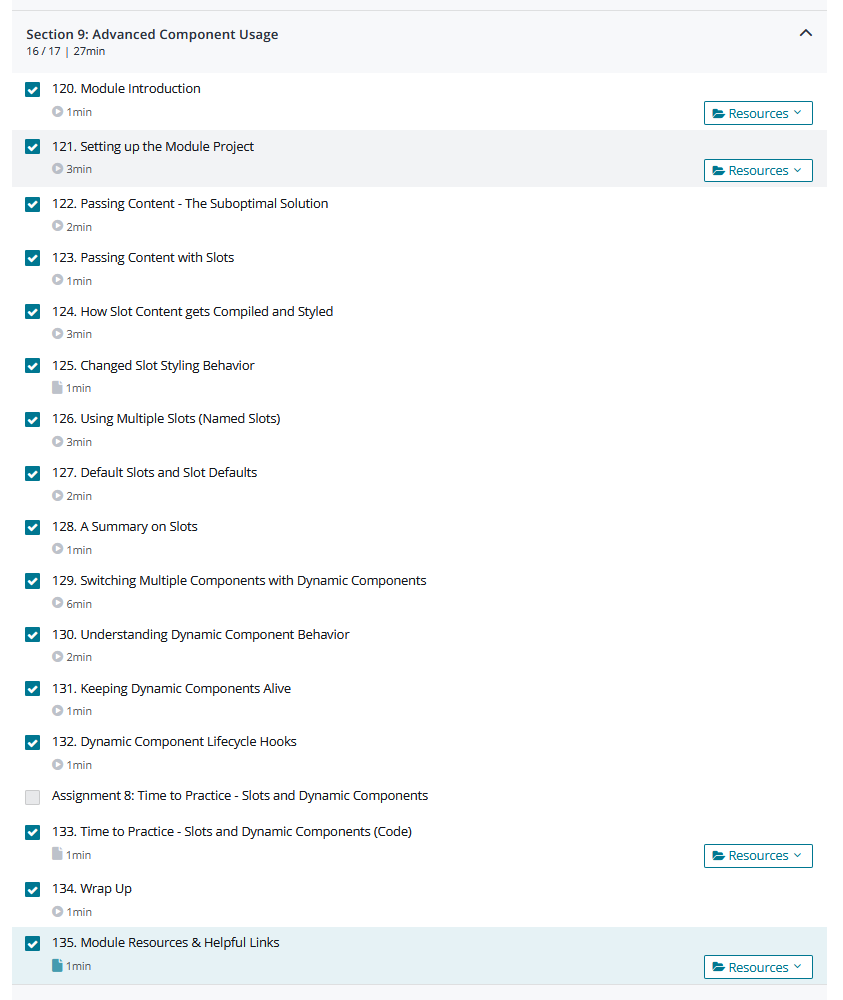 Section 9: Advanced Component Usage
16 / 17 | 27min
120. Module Introduction
1min
Resources
121. Setting up the Module Project
3min
Resources
122. Passing Content - The Suboptimal Solution
2min
123. Passing Content with Slots
1min
124. How Slot Content gets Compiled and Styled
3min
125. Changed Slot Styling Behavior
1min
126. Using Multiple Slots (Named Slots)
3min
127. Default Slots and Slot Defaults
2min
128. A Summary on Slots
1min
129. Switching Multiple Components with Dynamic Components
6min
130. Understanding Dynamic Component Behavior
2min
131. Keeping Dynamic Components Alive
1min
132. Dynamic Component Lifecycle Hooks
1min
Assignment 8: Time to Practice - Slots and Dynamic Components
133. Time to Practice - Slots and Dynamic Components (Code)
1min
Resources
134. Wrap Up
1min
135. Module Resources & Helpful Links
1min
Resources